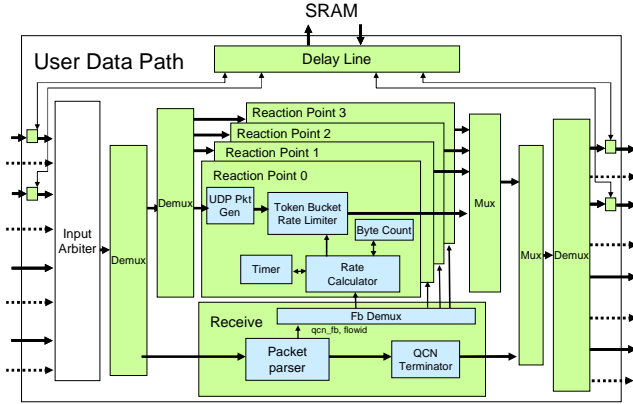 SRAM
User Data Path
Delay Line
Reaction Point 3
Reaction Point 2
Reaction Point 1
Reaction Point 0
UDP Pkt
Gen
Token Bucket
Rate Limiter
Byte Count
Timer
Rate
Calculator
Input
Arbiter
Demux
Demux
Mux
Mux
Demux
Fb Demux
Receive
qcn_fb, flowid
Packet
parser
QCN
Terminator